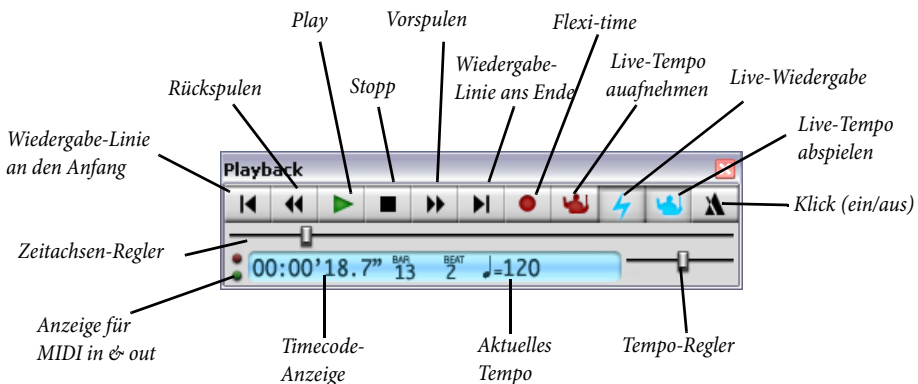 Play
Vorspulen
Flexi-time
Rückspulen
Stopp
Wiedergabe-
Linie ans Ende
Live-Tempo
auafnehmen
Live-Wiedergabe
Wiedergabe-Linie
an den Anfang
Live-Tempo
abspielen
Playback
Klick (ein/aus)
Zeitachsen-Regler
00:00'18.7” BAR 13 BEAT 2 ♩=120
Anzeige für
MIDI in & out
Timecode-
Anzeige
Aktuelles
Tempo
Tempo-Regler